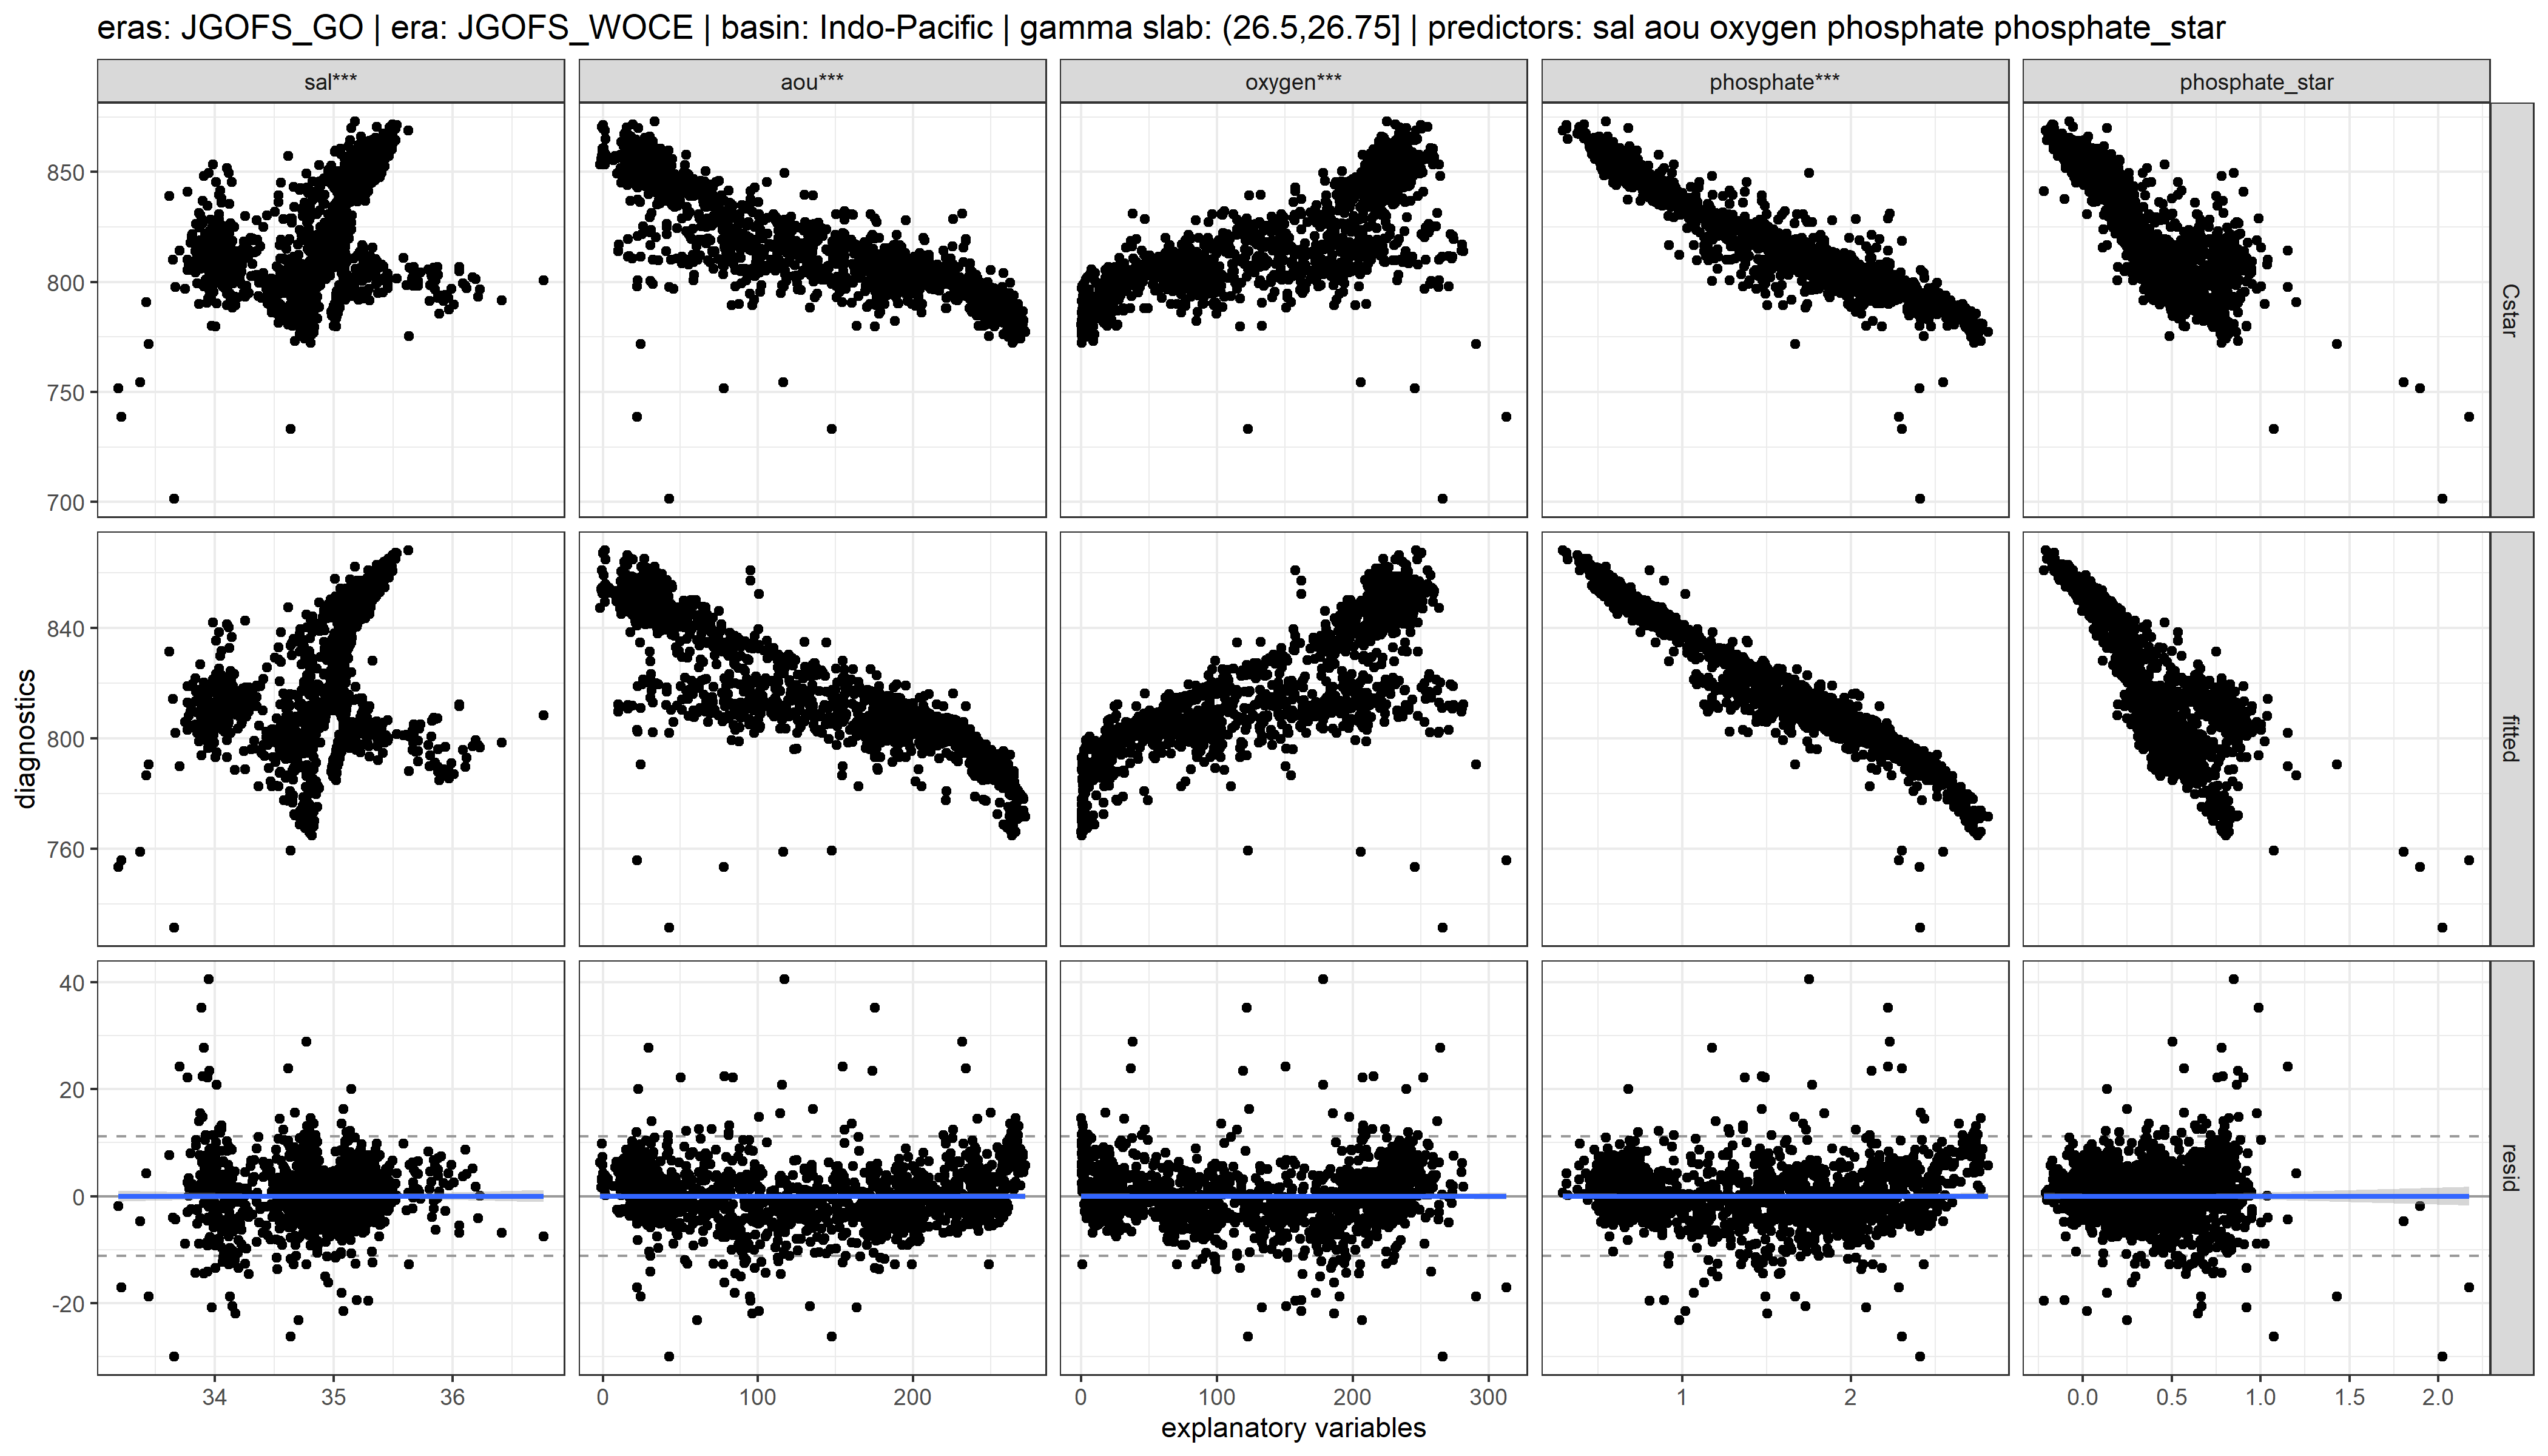 eras: JGOFS_GO | era: JGOFS_WOCE | basin: Indo-Pacific | gamma slab: (26.5,26.75] | predictors: sal aou oxygen phosphate phosphate_star
sal*** aou*** oxygen*** phosphate*** phosphate_star
850
800
750
700
Cstar
840
800
760
fitted
diagnostics
40
20
0
-20
resid
34 35 36 0 100 200 0 100 200 300 1 2 0.0 0.5 1.0 1.5 2.0
explanatory variables